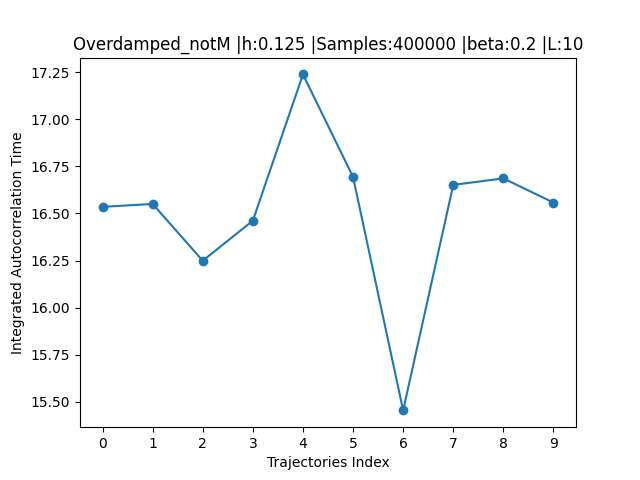 Overdamped_notM |h:0.125 |Samples:400000 |beta:0.2 |L:10
17.25
17.00
16.75
16.50
16.25
16.00
15.75
15.50
Integrated Autocorrelation Time
0 1 2 3 4 5 6 7 8 9
Trajectories Index